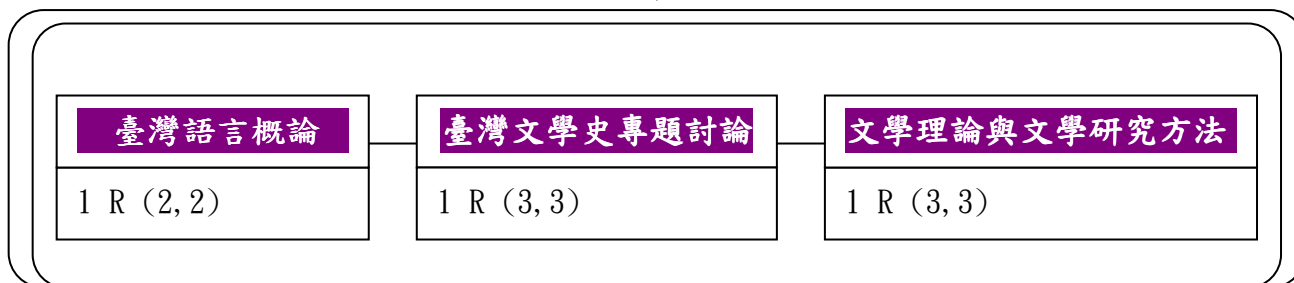 臺灣語言概論
1 R (2,2)
臺灣文學史專題討論
1 R (3,3)
文學理論與文學研究方法
1 R (3,3)